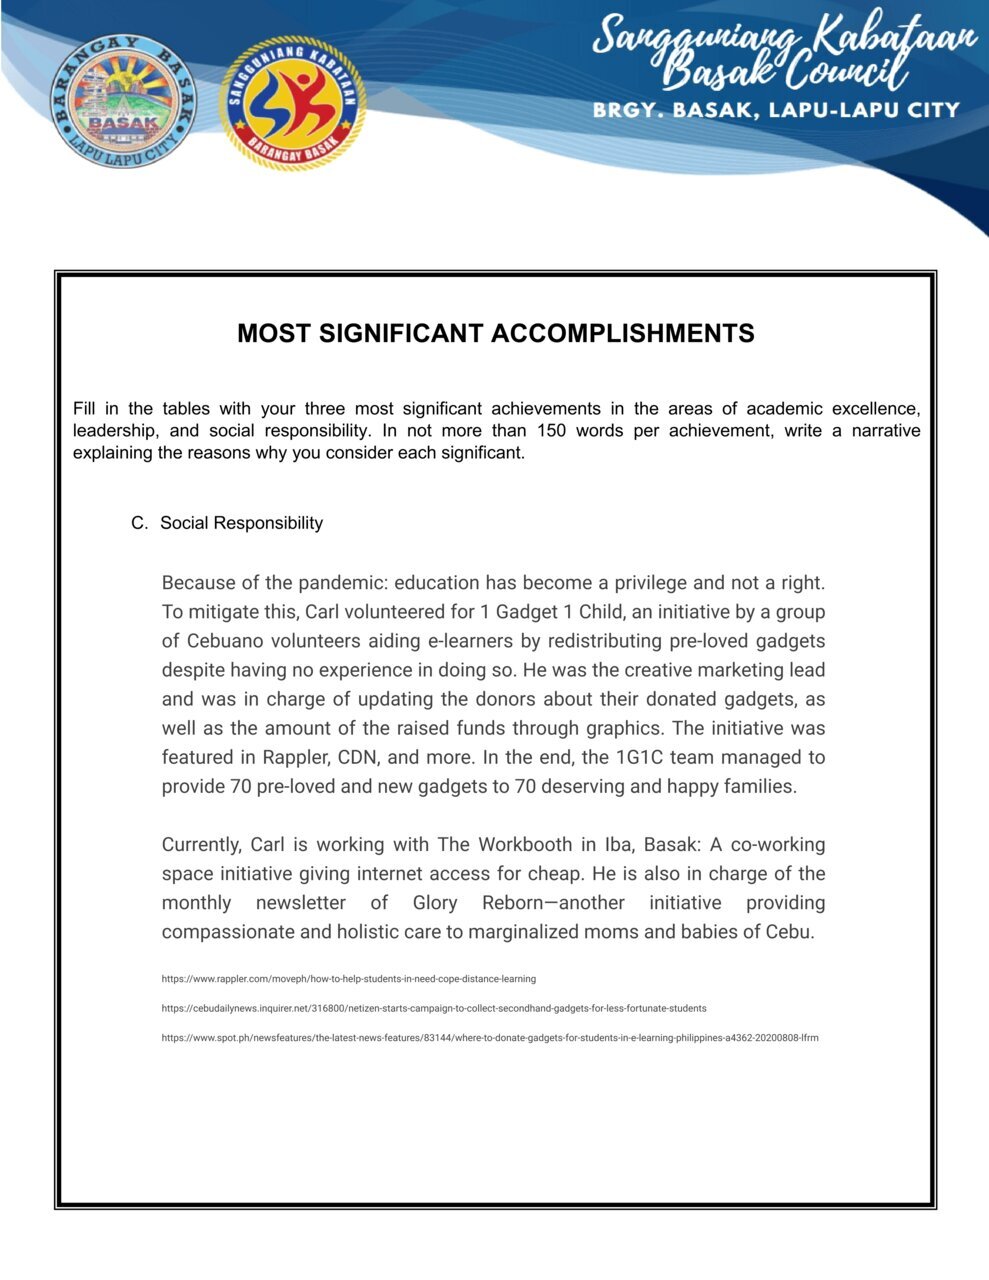 BARANGAY BASAK
BASAK
LAPU LAPU CITY
SANGGUNIANG KABATAAN
BARANGAY BASAK
Sangguniang Kabataan
Basak Council
BRGY. BASAK, LAPU-LAPU CITY
MOST SIGNIFICANT ACCOMPLISHMENTS
Fill in the tables with your three most significant achievements in the areas of academic excellence,
leadership, and social responsibility. In not more than 150 words per achievement, write a narrative
explaining the reasons why you consider each significant.
C. Social Responsibility
Because of the pandemic: education has become a privilege and not a right.
To mitigate this, Carl volunteered for 1 Gadget 1 Child, an initiative by a group
of Cebuano volunteers aiding e-learners by redistributing pre-loved gadgets
despite having no experience in doing so. He was the creative marketing lead
and was in charge of updating the donors about their donated gadgets, as
well as the amount of the raised funds through graphics. The initiative was
featured in Rappler, CDN, and more. In the end, the 1G1C team managed to
provide 70 pre-loved and new gadgets to 70 deserving and happy families.
Currently, Carl is working with The Workbooth in Iba, Basak: A co-working
space initiative giving internet access for cheap. He is also in charge of the
monthly newsletter of Glory Reborn—another initiative providing
compassionate and holistic care to marginalized moms and babies of Cebu.
https://www.rappler.com/moveph/how-to-help-students-in-need-cope-distance-learning
https://cebudailynews.inquirer.net/316800/netizen-starts-campaign-to-collect-secondhand-gadgets-for-less-fortunate-students
https://www.spot.ph/newsfeatures/the-latest-news-features/83144/where-to-donate-gadgets-for-students-in-e-learning-philippines-a4362-20200808-lfrm